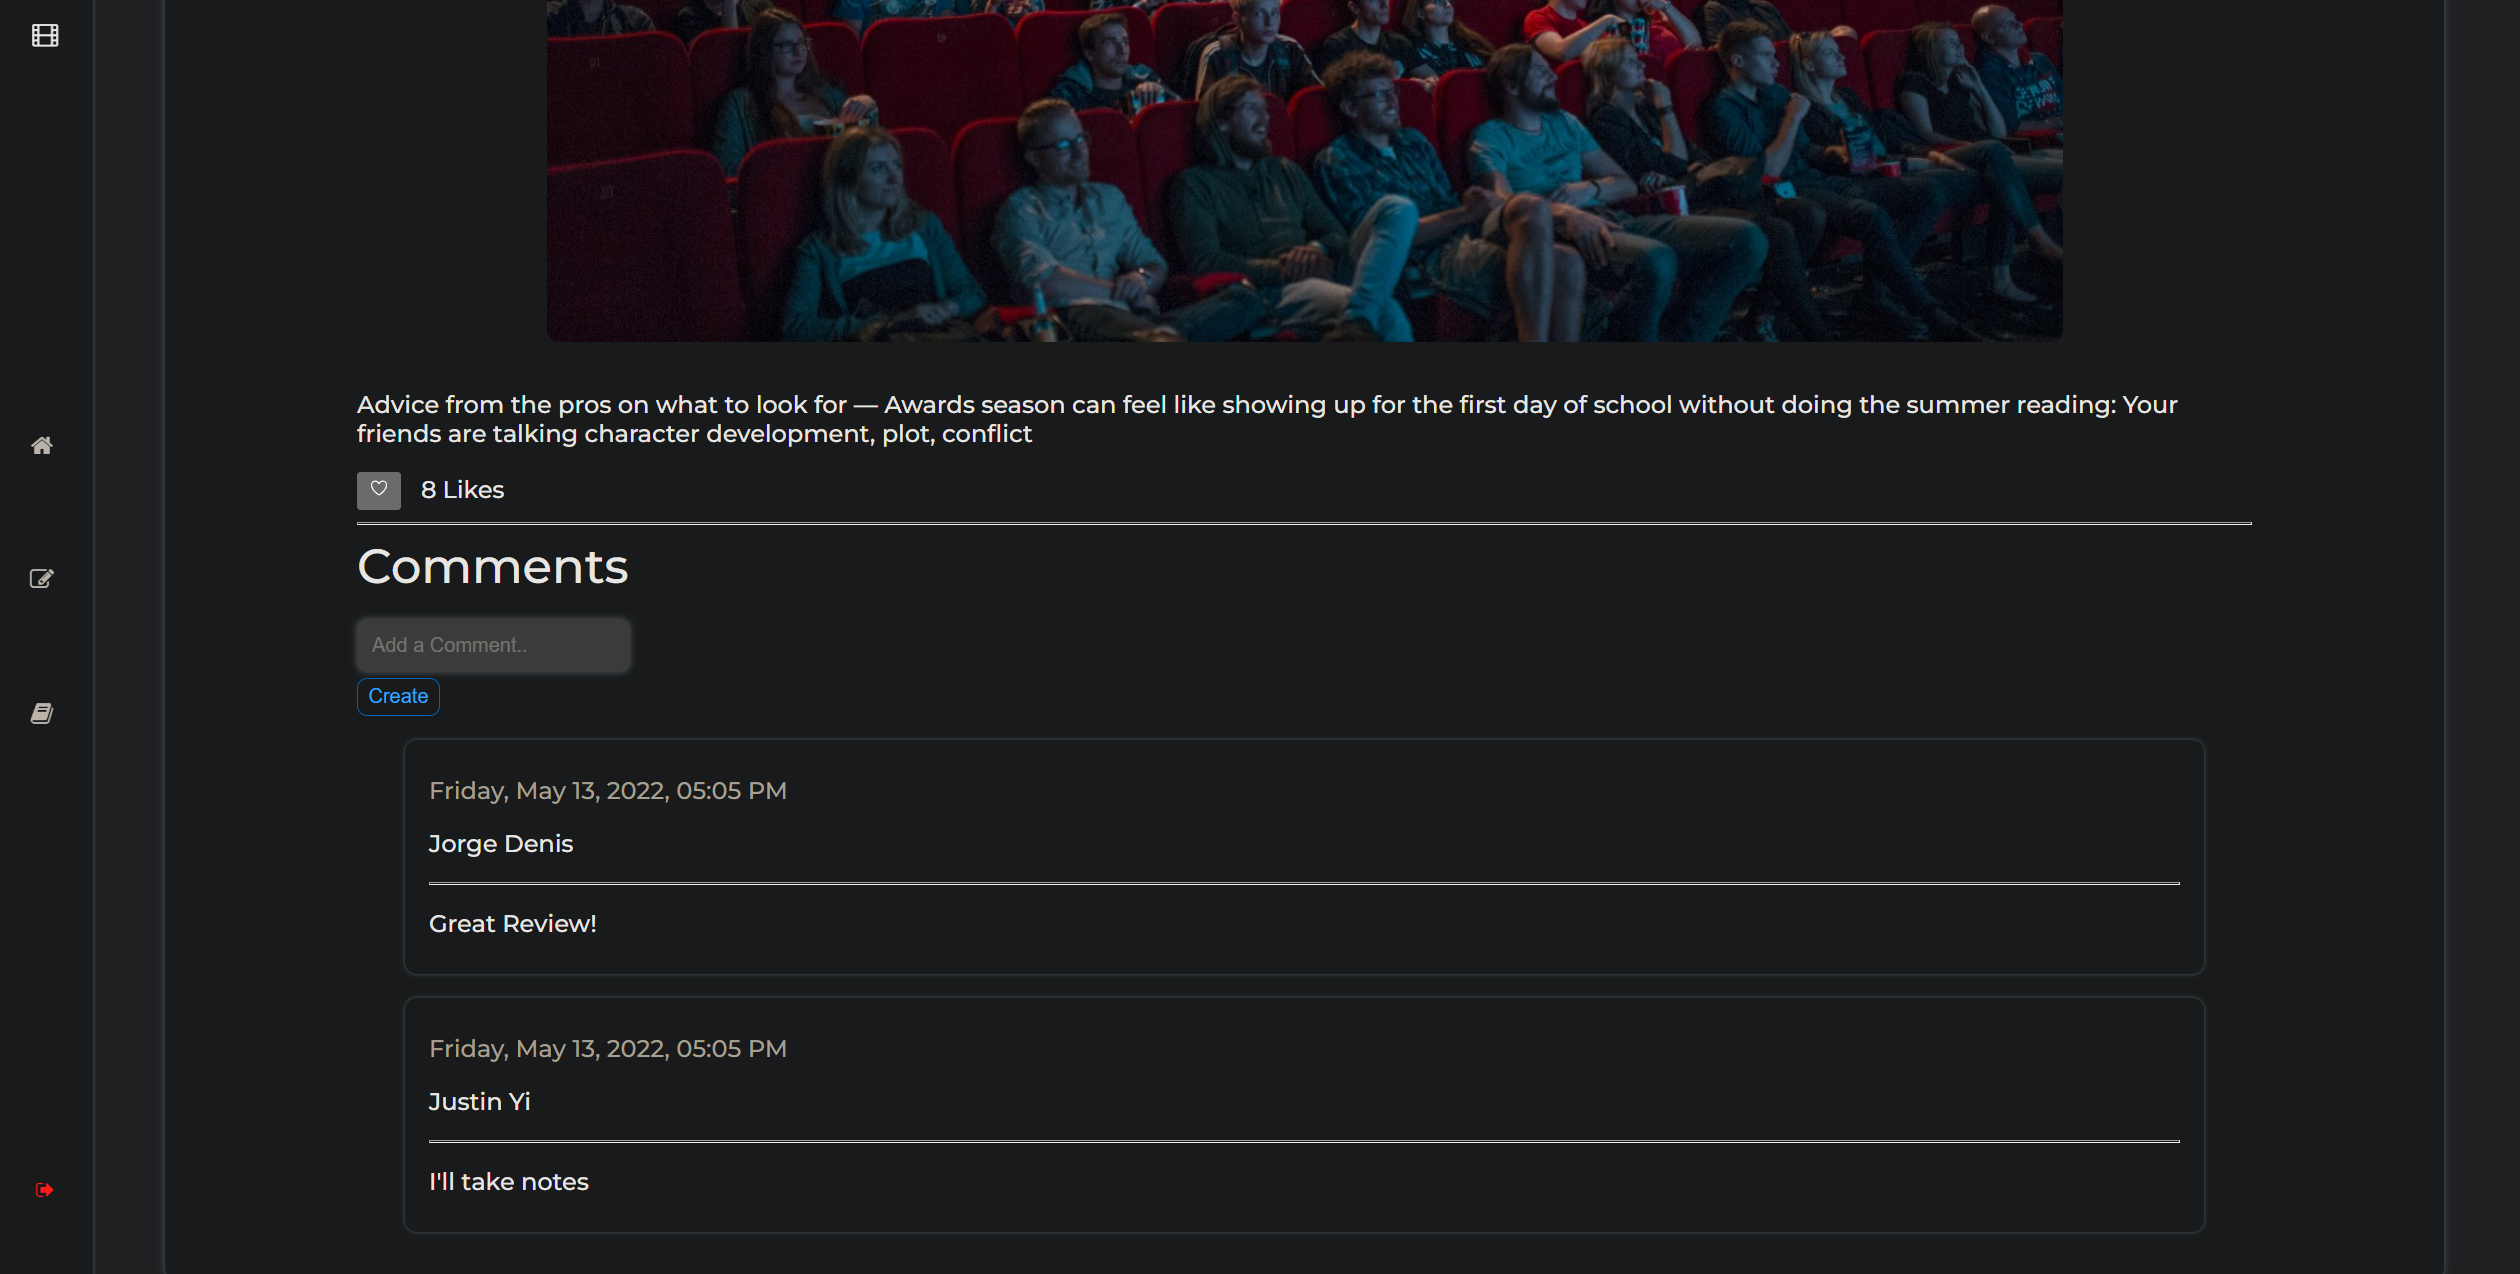 Advice from the pros on what to look for — Awards season can feel like showing up for the first day of school without doing the summer reading: Your
friends are talking character development, plot, conflict
8 Likes
Comments
Add a Comment..
Create
Friday, May 13, 2022, 05:05 PM
Jorge Denis
Great Review!
Friday, May 13, 2022, 05:05 PM
Justin Yi
I'll take notes